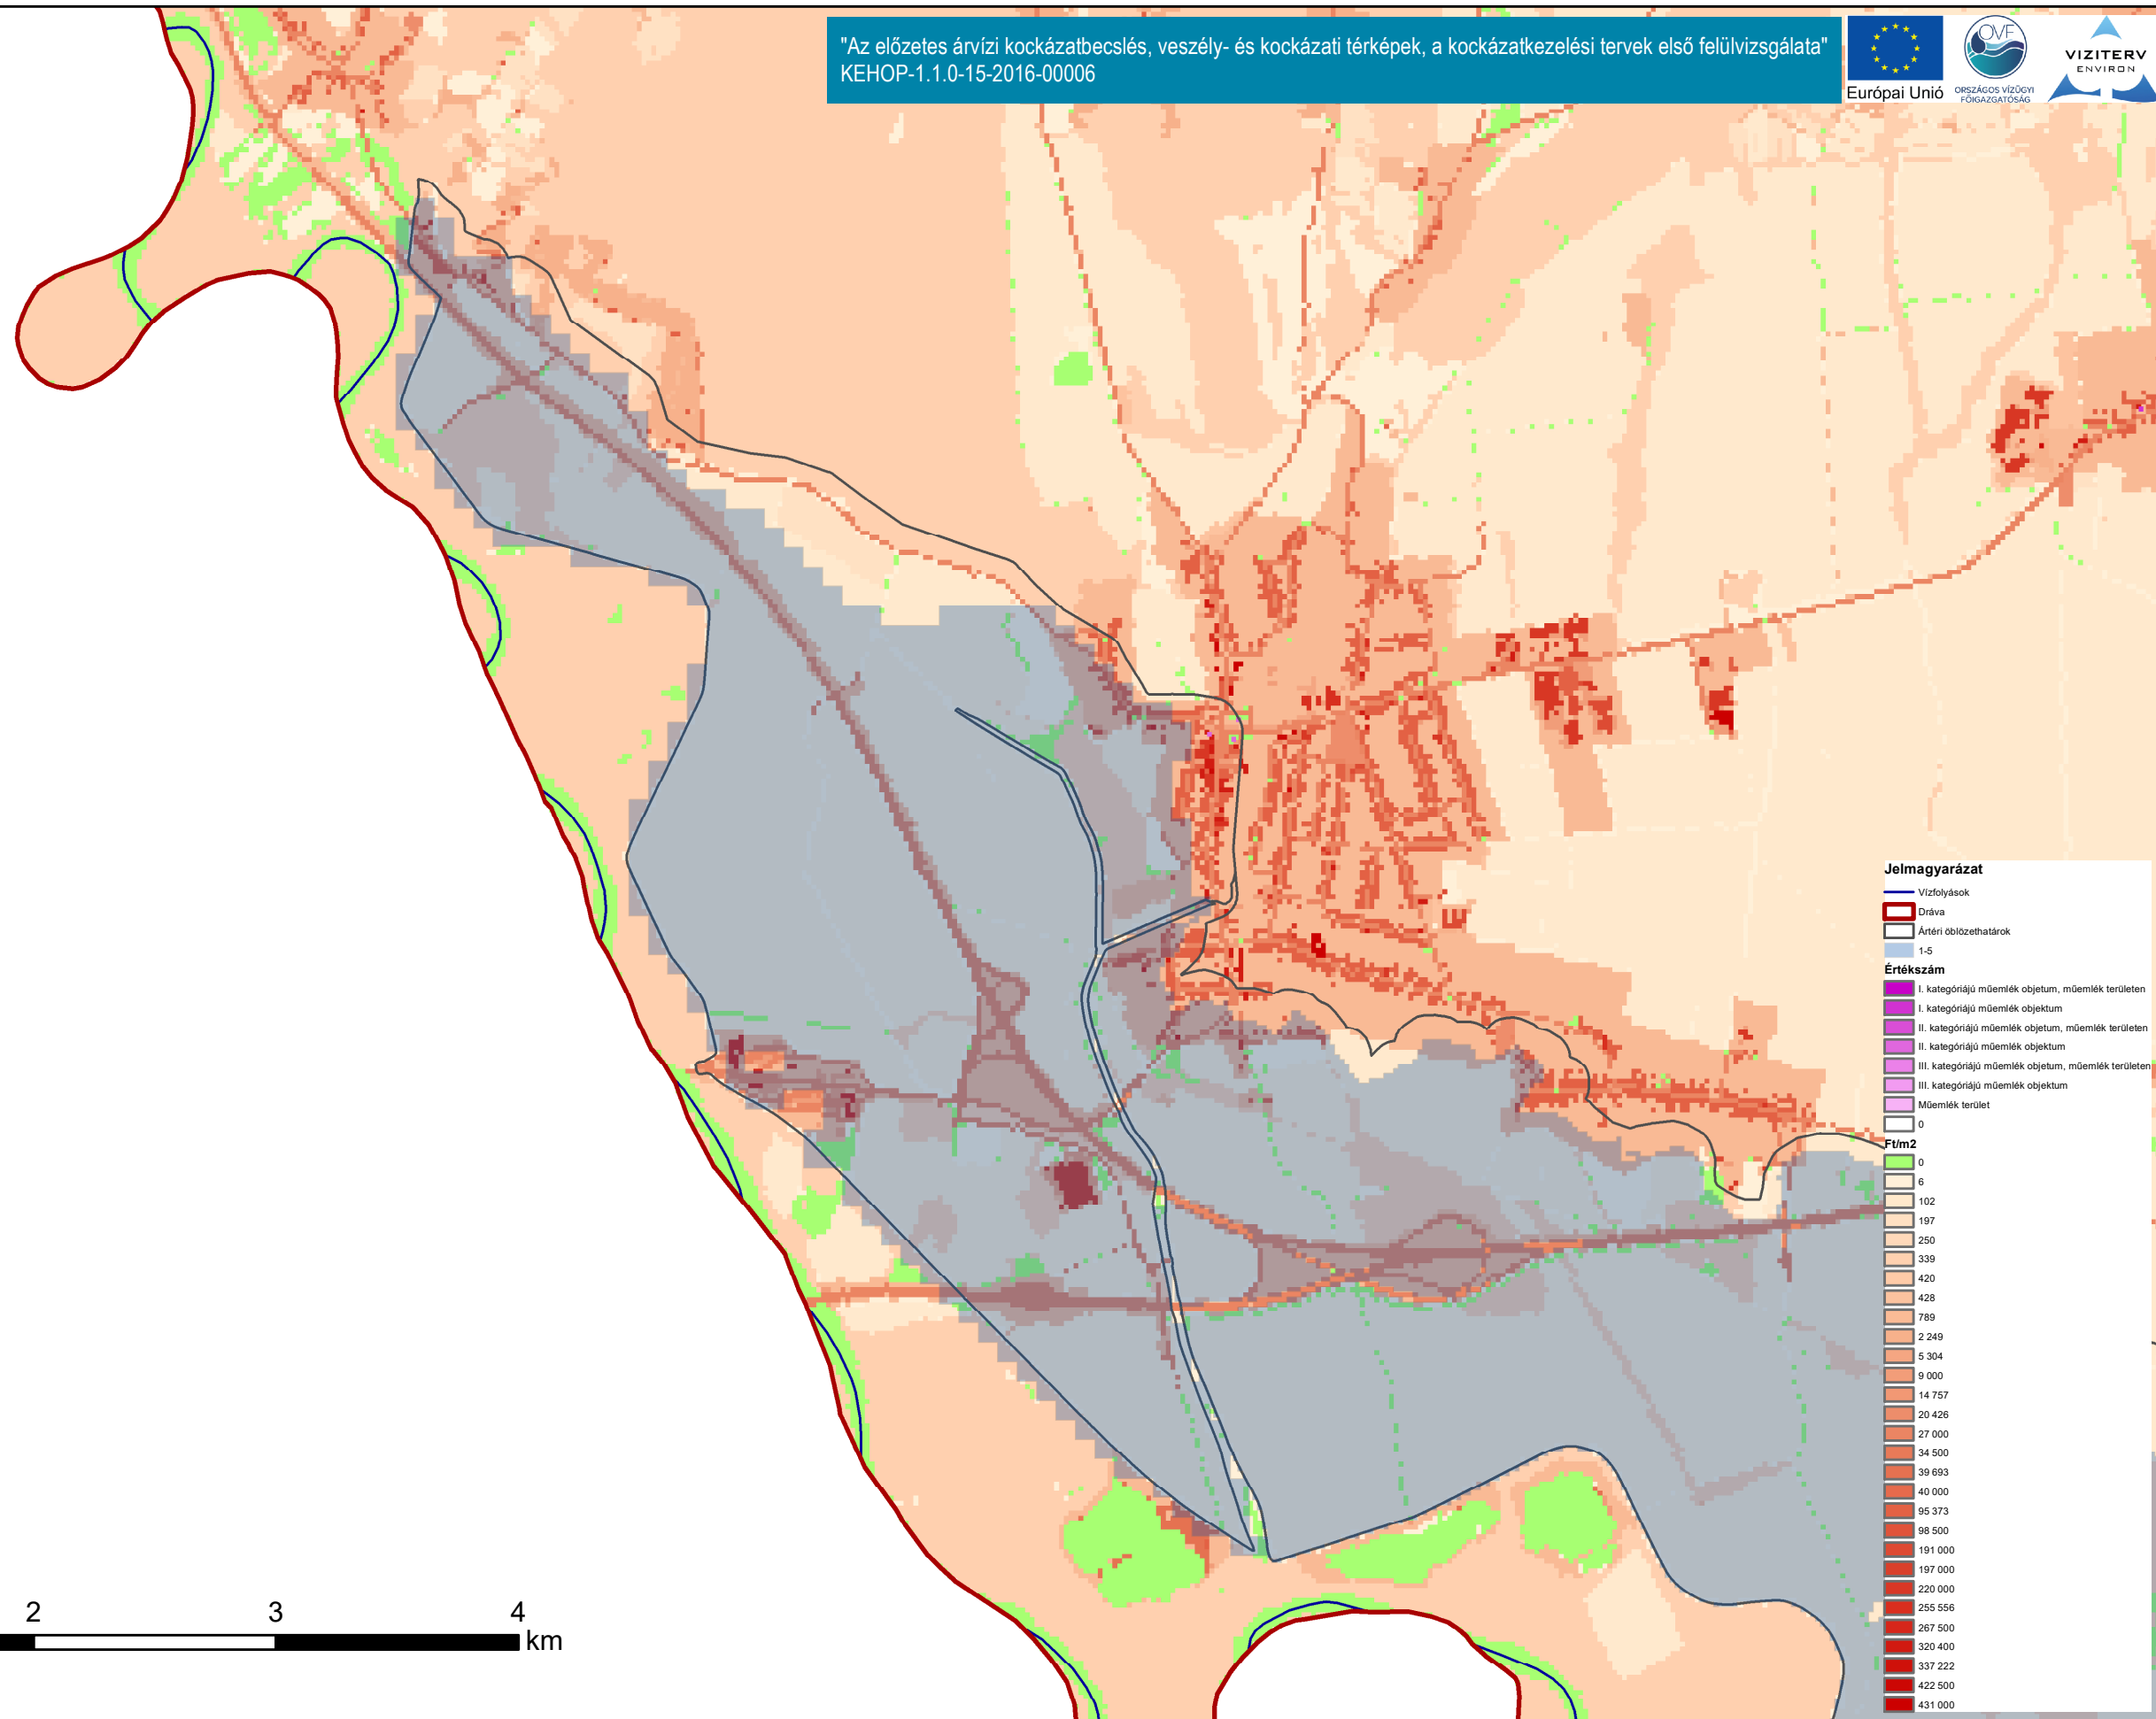 "Az előzetes árvízi kockázatbecslés, veszély- és kockázati térképek, a kockázatkezelési tervek első felülvizsgálata"
KEHOP-1.1.0-15-2016-00006
Európai Unió
OVF
ORSZÁGOS VÍZÜGYI
FŐIGAZGATÓSÁG
VIZITERV
ENVIRON
Jelmagyarázat
Vízfolyások
Dráva
Ártéri öblözethatárok
1-5
Értékszám
I. kategóriájú műemlék objetum, műemlék területen
I. kategóriájú műemlék objektum
II. kategóriájú műemlék objetum, műemlék területen
II. kategóriájú műemlék objektum
III. kategóriájú műemlék objetum, műemlék területen
III. kategóriájú műemlék objektum
Műemlék terület
0
Ft/m2
0
6
102
197
250
339
420
428
789
2 249
5 304
9 000
14 757
20 426
27 000
34 500
39 693
40 000
95 373
98 500
191 000
197 000
220 000
255 556
267 500
320 400
337 222
422 500
431 000
2 3 4
km